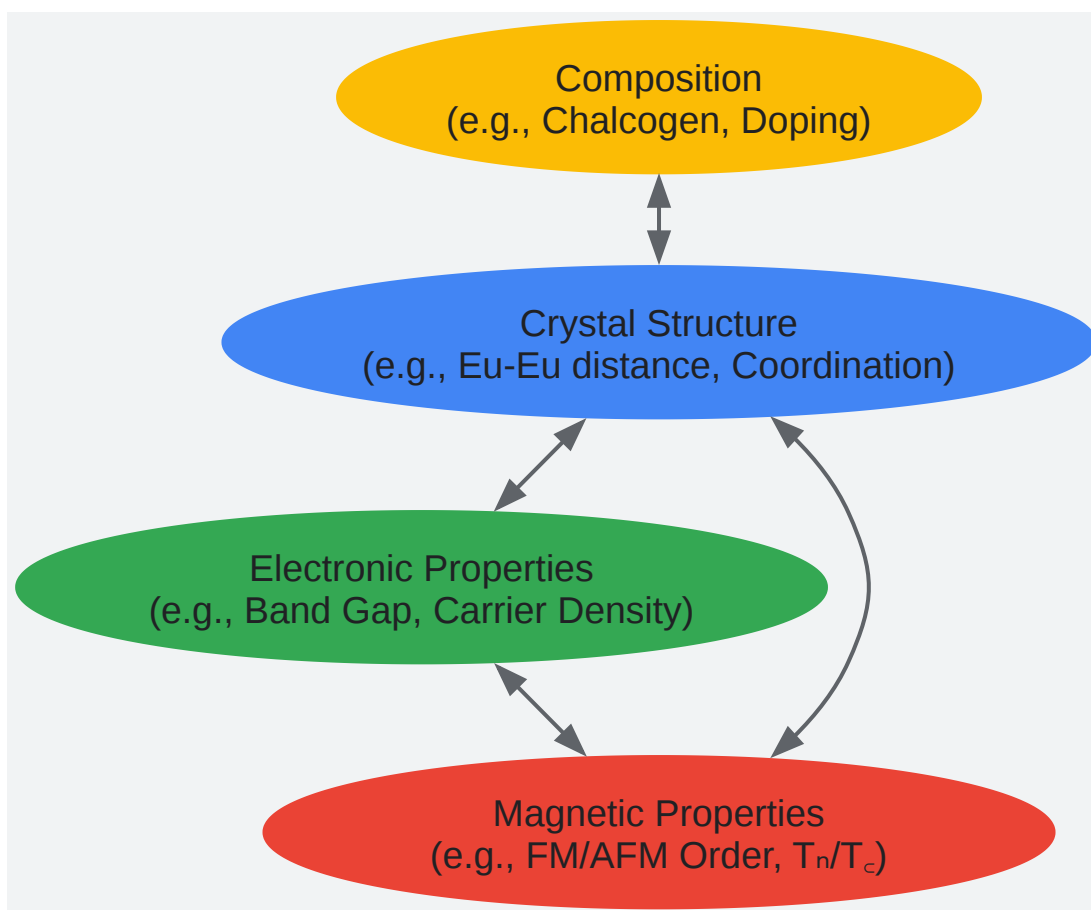 Composition
(e.g., Chalcogen, Doping)
Crystal Structure
(e.g., Eu-Eu distance, Coordination)
Electronic Properties
(e.g., Band Gap, Carrier Density)
Magnetic Properties
(e.g., FM/AFM Order, Tₙ/T꜀)